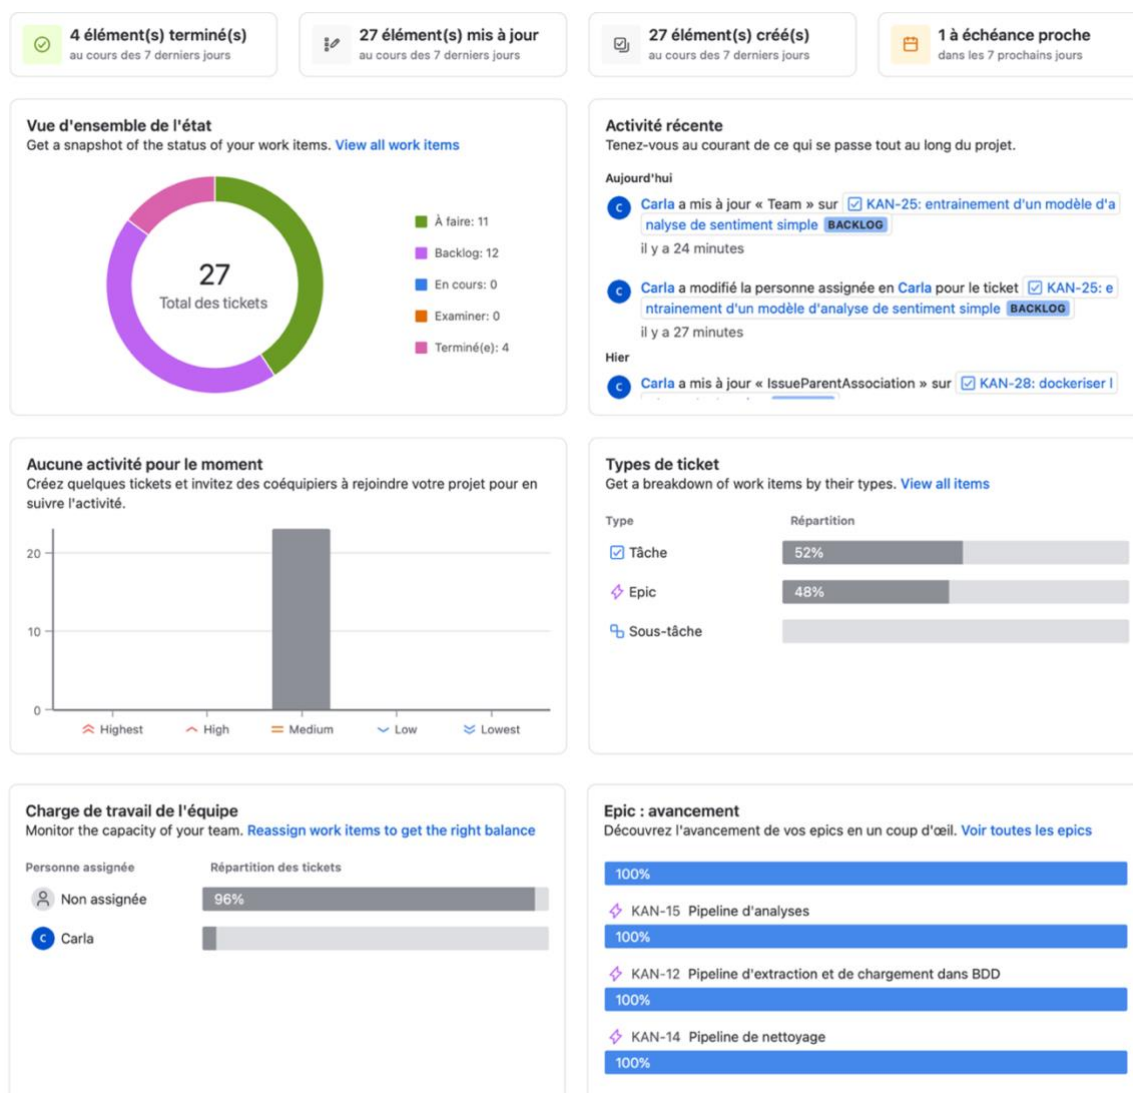 4 élément(s) terminé(s)
au cours des 7 derniers jours
27 élément(s) mis à jour
au cours des 7 derniers jours
27 élément(s) créé(s)
au cours des 7 derniers jours
1 à échéance proche
dans les 7 prochains jours
Vue d'ensemble de l'état
Get a snapshot of the status of your work items. View all work items
27
Total des tickets
À faire: 11
Backlog: 12
En cours: 0
Examiner: 0
Terminé(e): 4
Activité récente
Tenez-vous au courant de ce qui se passe tout au long du projet.
Aujourd'hui
C
Carla a mis à jour « Team » sur KAN-25: entrainement d'un modèle d'a
nalyse de sentiment simple BACKLOG
il y a 24 minutes
C
Carla a modifié la personne assignée en Carla pour le ticket KAN-25: e
ntrainement d'un modèle d'analyse de sentiment simple BACKLOG
il y a 27 minutes
Hier
C
Carla a mis à jour « IssueParentAssociation » sur KAN-28: dockeriser l
Aucune activité pour le moment
Créez quelques tickets et invitez des coéquipiers à rejoindre votre projet pour en
suivre l'activité.
20
10
0
Highest High Medium Low Lowest
Types de ticket
Get a breakdown of work items by their types. View all items
Type Répartition
Tâche 52%
Epic 48%
Sous-tâche
Charge de travail de l'équipe
Monitor the capacity of your team. Reassign work items to get the right balance
Personne assignée Répartition des tickets
Non assignée 96%
C Carla
Epic : avancement
Découvrez l'avancement de vos epics en un coup d'œil. Voir toutes les epics
100%
KAN-15 Pipeline d'analyses
100%
KAN-12 Pipeline d'extraction et de chargement dans BDD
100%
KAN-14 Pipeline de nettoyage
100%